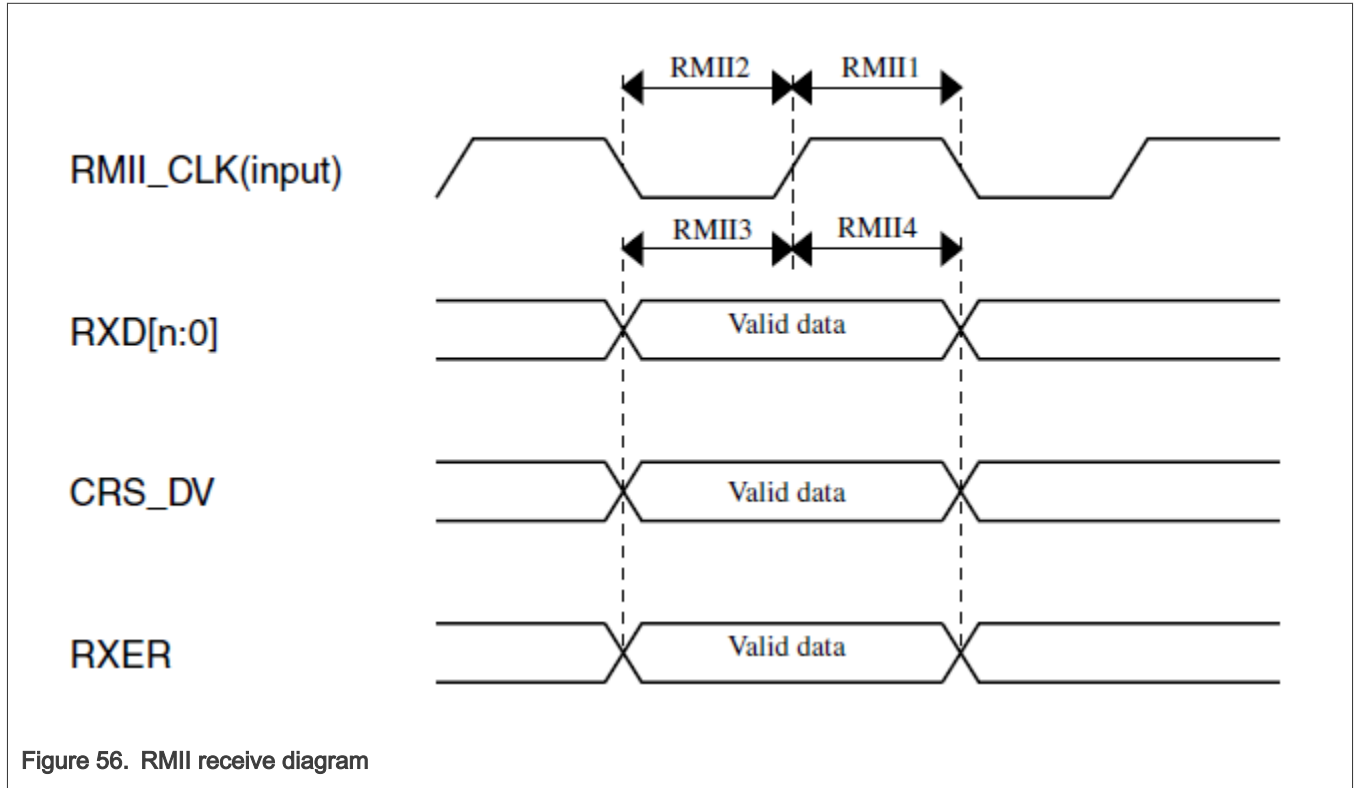 RMII2 RMII1
RMII_CLK(input)
RMII3 RMII4
RXD[n:0] Valid data
CRS_DV Valid data
RXER Valid data
Figure 56. RMII receive diagram